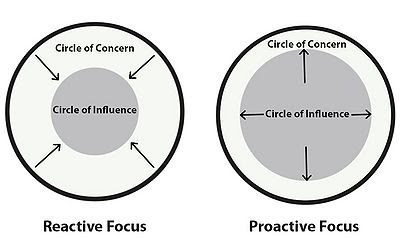 Circle of Concern
Circle of Influence
Reactive Focus
Circle of Concern
Circle of Influence
Proactive Focus